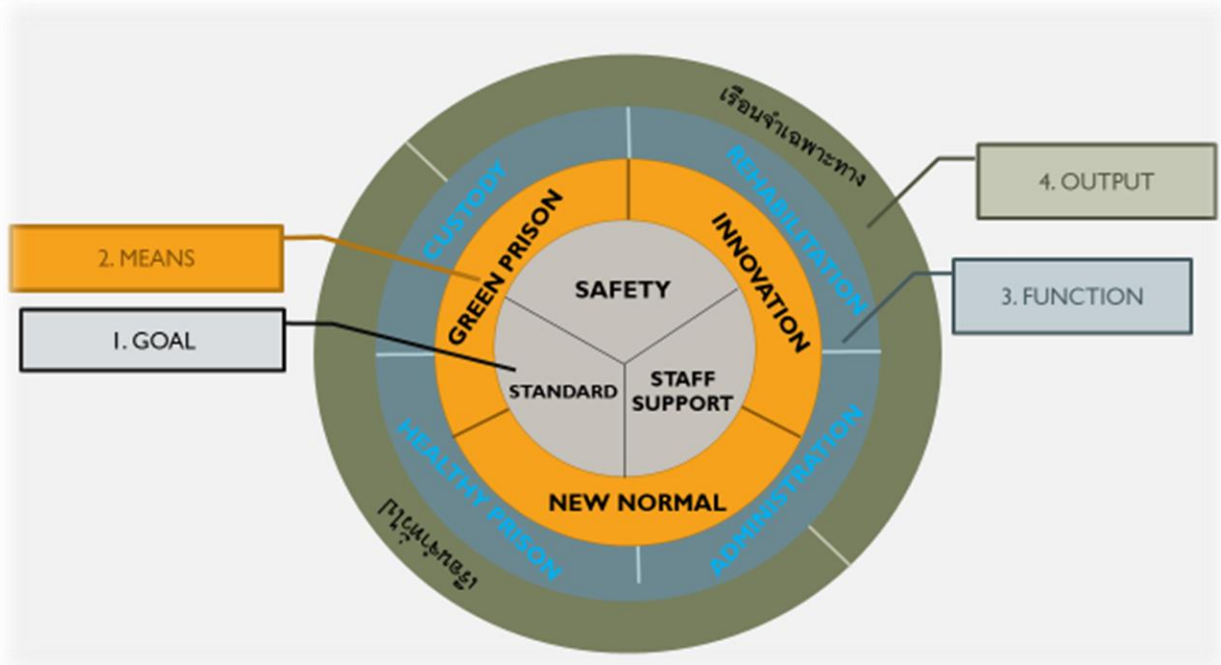 เรือนจำเฉพาะทาง
4. OUTPUT
CUSTODY
REHABILITATION
2. MEANS
GREEN PRISON
INNOVATION
3. FUNCTION
1. GOAL
SAFETY
STANDARD
STAFF
SUPPORT
HEALTHY PRISON
NEW NORMAL
ADMINISTRATION
เรือนจำทั่วไป